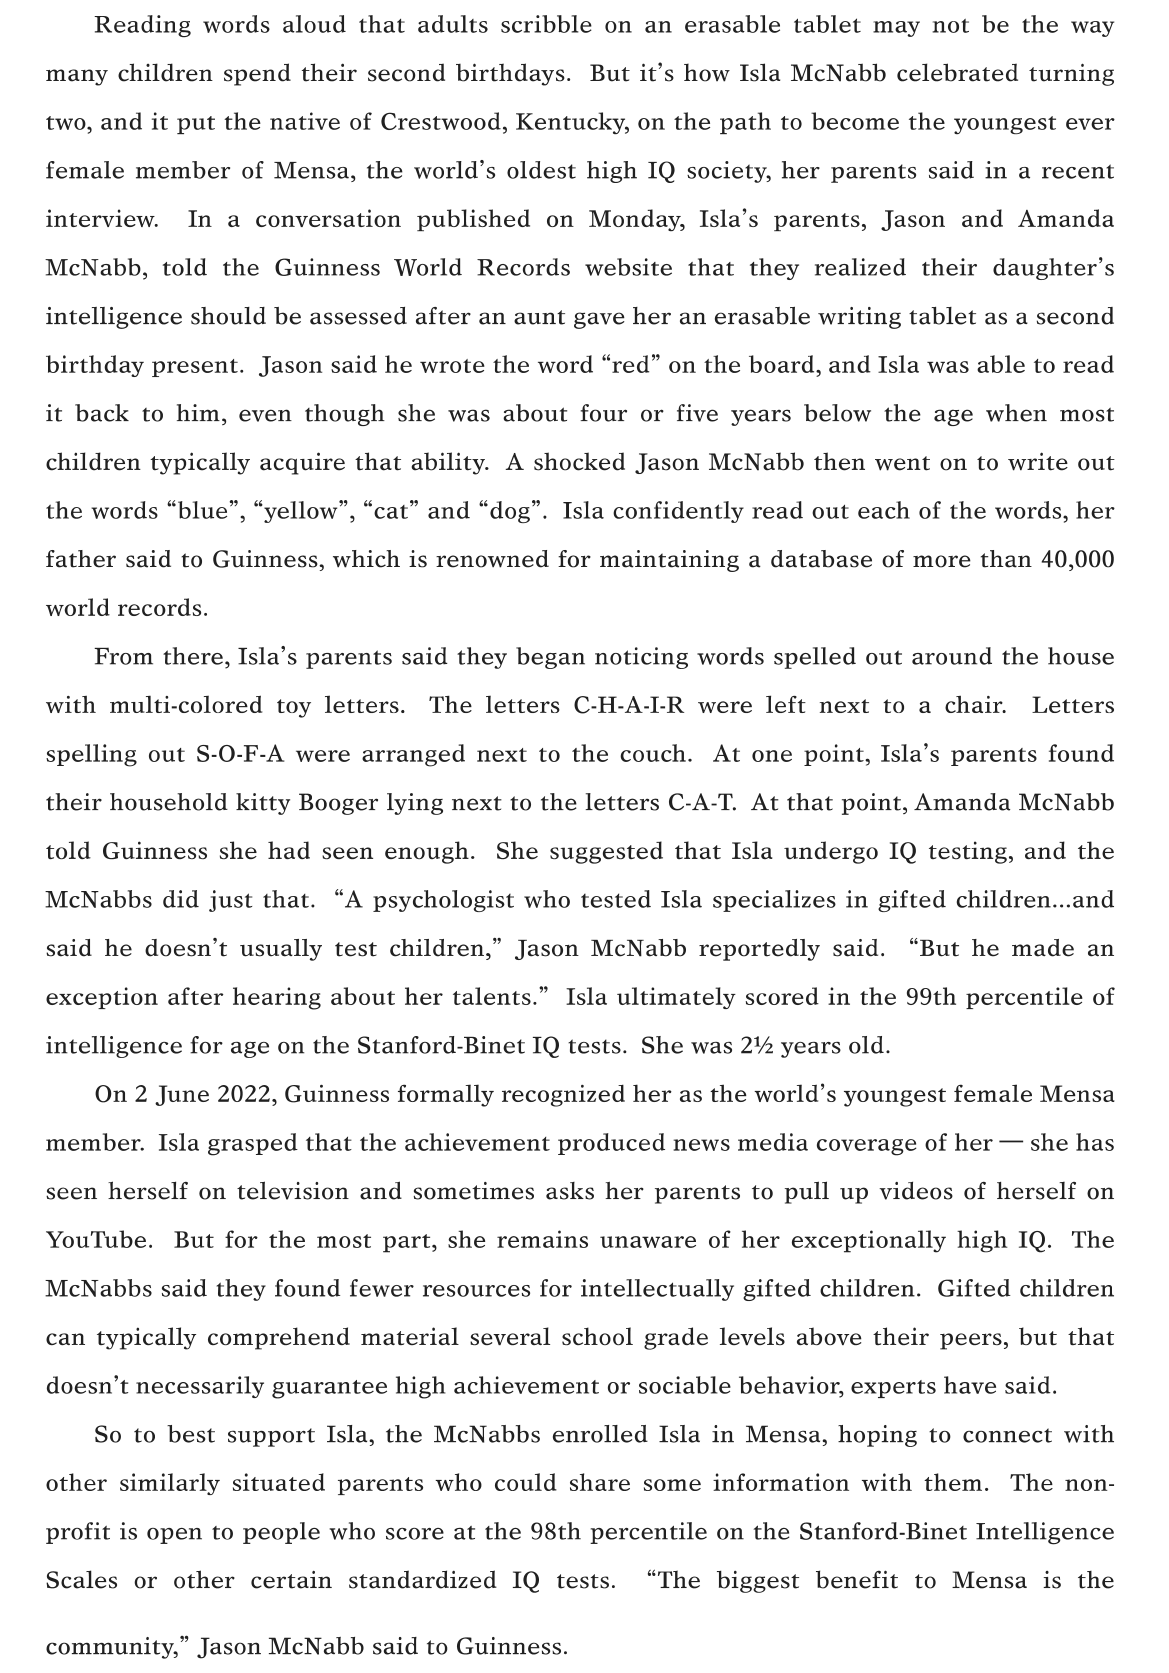 Reading words aloud that adults scribble on an erasable tablet may not be the way
many children spend their second birthdays. But it’s how Isla McNabb celebrated turning
two, and it put the native of Crestwood, Kentucky, on the path to become the youngest ever
female member of Mensa, the world’s oldest high IQ society, her parents said in a recent
interview. In a conversation published on Monday, Isla’s parents, Jason and Amanda
McNabb, told the Guinness World Records website that they realized their daughter’s
intelligence should be assessed after an aunt gave her an erasable writing tablet as a second
birthday present. Jason said he wrote the word “red” on the board, and Isla was able to read
it back to him, even though she was about four or five years below the age when most
children typically acquire that ability. A shocked Jason McNabb then went on to write out
the words “blue”, “yellow”, “cat” and “dog”. Isla confidently read out each of the words, her
father said to Guinness, which is renowned for maintaining a database of more than 40,000
world records.
From there, Isla’s parents said they began noticing words spelled out around the house
with multi-colored toy letters. The letters C-H-A-I-R were left next to a chair. Letters
spelling out S-O-F-A were arranged next to the couch. At one point, Isla’s parents found
their household kitty Booger lying next to the letters C-A-T. At that point, Amanda McNabb
told Guinness she had seen enough. She suggested that Isla undergo IQ testing, and the
McNabbs did just that. “A psychologist who tested Isla specializes in gifted children...and
said he doesn’t usually test children,” Jason McNabb reportedly said. “But he made an
exception after hearing about her talents.” Isla ultimately scored in the 99th percentile of
intelligence for age on the Stanford-Binet IQ tests. She was 2½ years old.
On 2 June 2022, Guinness formally recognized her as the world’s youngest female Mensa
member. Isla grasped that the achievement produced news media coverage of her — she has
seen herself on television and sometimes asks her parents to pull up videos of herself on
YouTube. But for the most part, she remains unaware of her exceptionally high IQ. The
McNabbs said they found fewer resources for intellectually gifted children. Gifted children
can typically comprehend material several school grade levels above their peers, but that
doesn’t necessarily guarantee high achievement or sociable behavior, experts have said.
So to best support Isla, the McNabbs enrolled Isla in Mensa, hoping to connect with
other similarly situated parents who could share some information with them. The non-
profit is open to people who score at the 98th percentile on the Stanford-Binet Intelligence
Scales or other certain standardized IQ tests. “The biggest benefit to Mensa is the
community,” Jason McNabb said to Guinness.